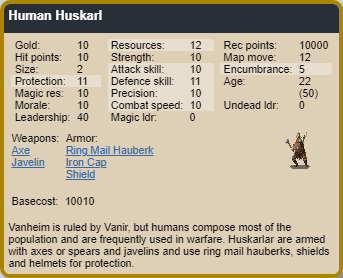 Human Huskarl
Gold: 10 Resources: 12 Rec points: 10000
Hit points: 10 Strength: 10 Map move: 12
Size: 2 Attack skill: 10 Encumbrance: 5
Protection: 11 Defence skill: 11 Age: 22
Magic res: 10 Precision: 10 (50)
Morale: 10 Combat speed: 10 Undead ldr: 0
Leadership: 40 Magic ldr: 0
Weapons: Armor:
Axe Ring Mail Hauberk
Javelin Iron Cap
Shield
Basecost: 10010
Vanheim is ruled by Vanir, but humans compose most of the
population and are frequently used in warfare. Huskarlar are armed
with axes or spears and javelins and use ring mail hauberks, shields
and helmets for protection.